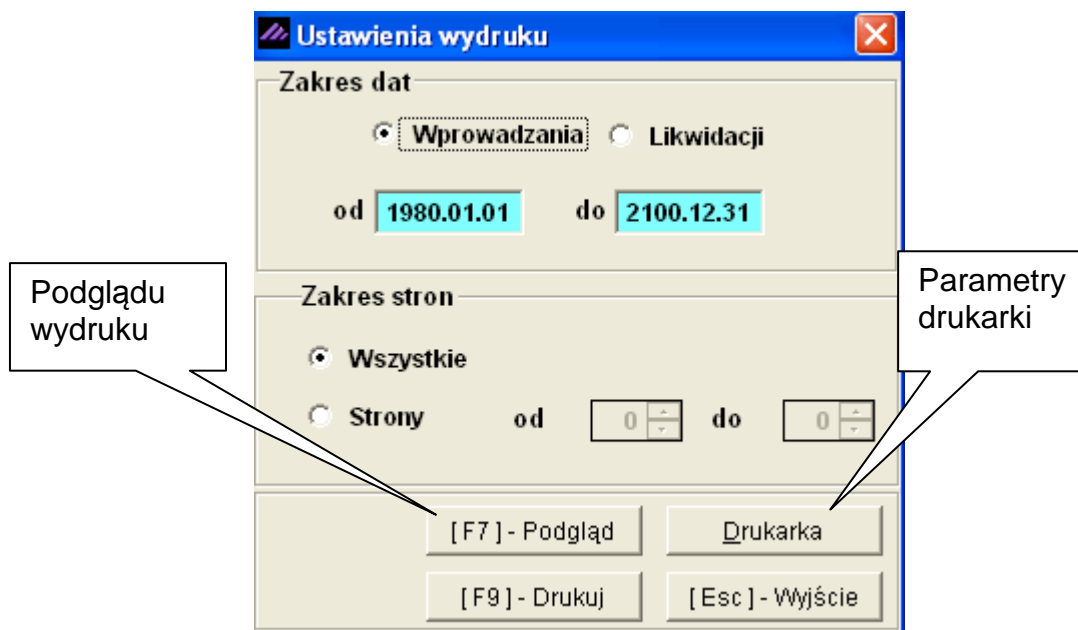 Ustawienia wydruku
Zakres dat
Wprowadzania Likwidacji
od 1980.01.01 do 2100.12.31
Podglądu
wydruku
Parametry
drukarki
Zakres stron
Wszystkie
Strony od 0 do 0
[ F7 ] - Podgląd Drukarka
[ F9 ] - Drukuj [ Esc ] - Wyjście